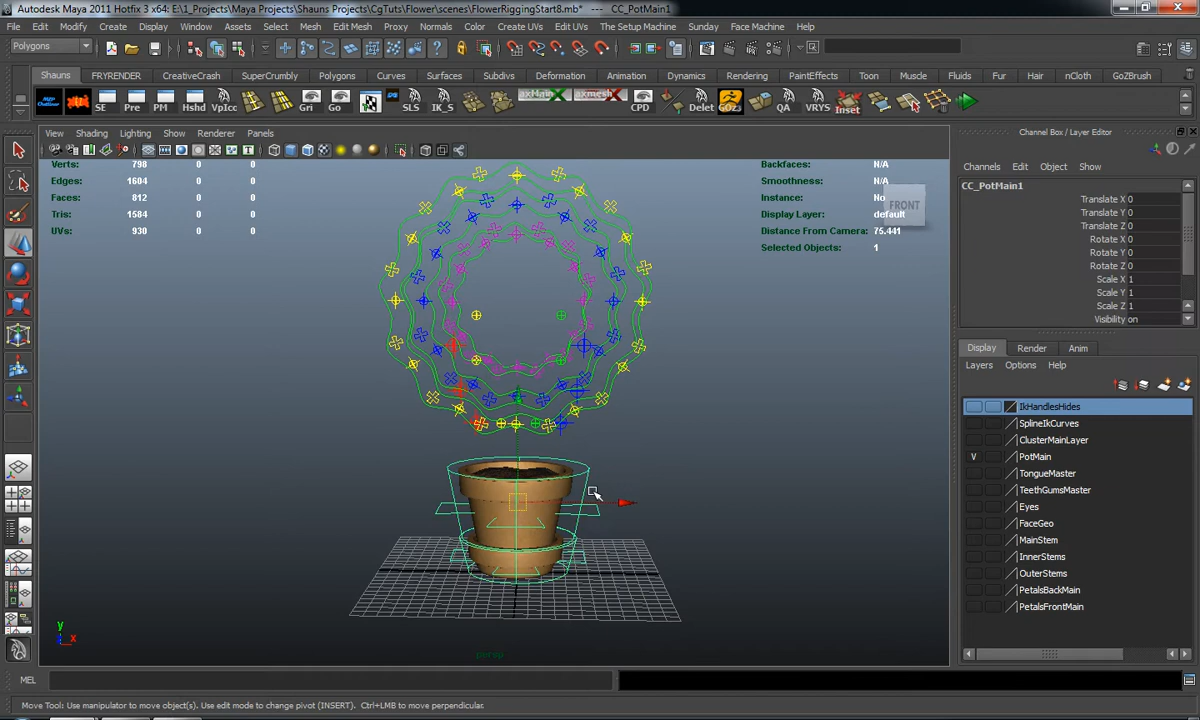 Autodesk Maya 2011 Hotfix 3 x64: E:\1_Projects\Maya Projects\Shauns Projects\CgTuts\Flower\scenes\FlowerRiggingStart8.mb* --- CC_PotMain1
File Edit Modify Create Display Window Assets Select Mesh Edit Mesh Proxy Normals Color Create UVs Edit UVs The Setup Machine Muscle Face Machine Help
Polygons
Shauns FRYRENDER CreativeCrash SuperCrumbly Polygons Curves Surfaces Subdivs Deformation Animation Dynamics Rendering PaintEffects Toon Muscle Fluids Fur Hair nCloth GoZBrush
SE Pre PM Hshd VpIcc Gri Go SLS IK_S axMain axmesh CPD Delet GOZ QA VRYS Inset
View Shading Lighting Show Renderer Panels
Channel Box / Layer Editor
Channels Edit Object Show
Verts: 798 0 0
Edges: 1604 0 0
Faces: 812 0 0
Tris: 1584 0 0
UVs: 930 0 0
Backfaces: N/A
Smoothness: N/A
Instance: No
Display Layer: default
Distance From Camera: 75.441
Selected Objects: 1
FRONT
CC_PotMain1
Translate X 0
Translate Y 0
Translate Z 0
Rotate X 0
Rotate Y 0
Rotate Z 0
Scale X 1
Scale Y 1
Scale Z 1
Visibility on
Display Render Anim
Layers Options Help
IkHandlesHides
SplineIkCurves
ClusterMainLayer
V PotMain
TongueMaster
TeethGumsMaster
Eyes
FaceGeo
MainStem
InnerStems
OuterStems
PetalsBackMain
PetalsFrontMain
y
x
persp
MEL
Move Tool: Use manipulator to move object(s). Use edit mode to change pivot (INSERT). Ctrl+LMB to move perpendicular.